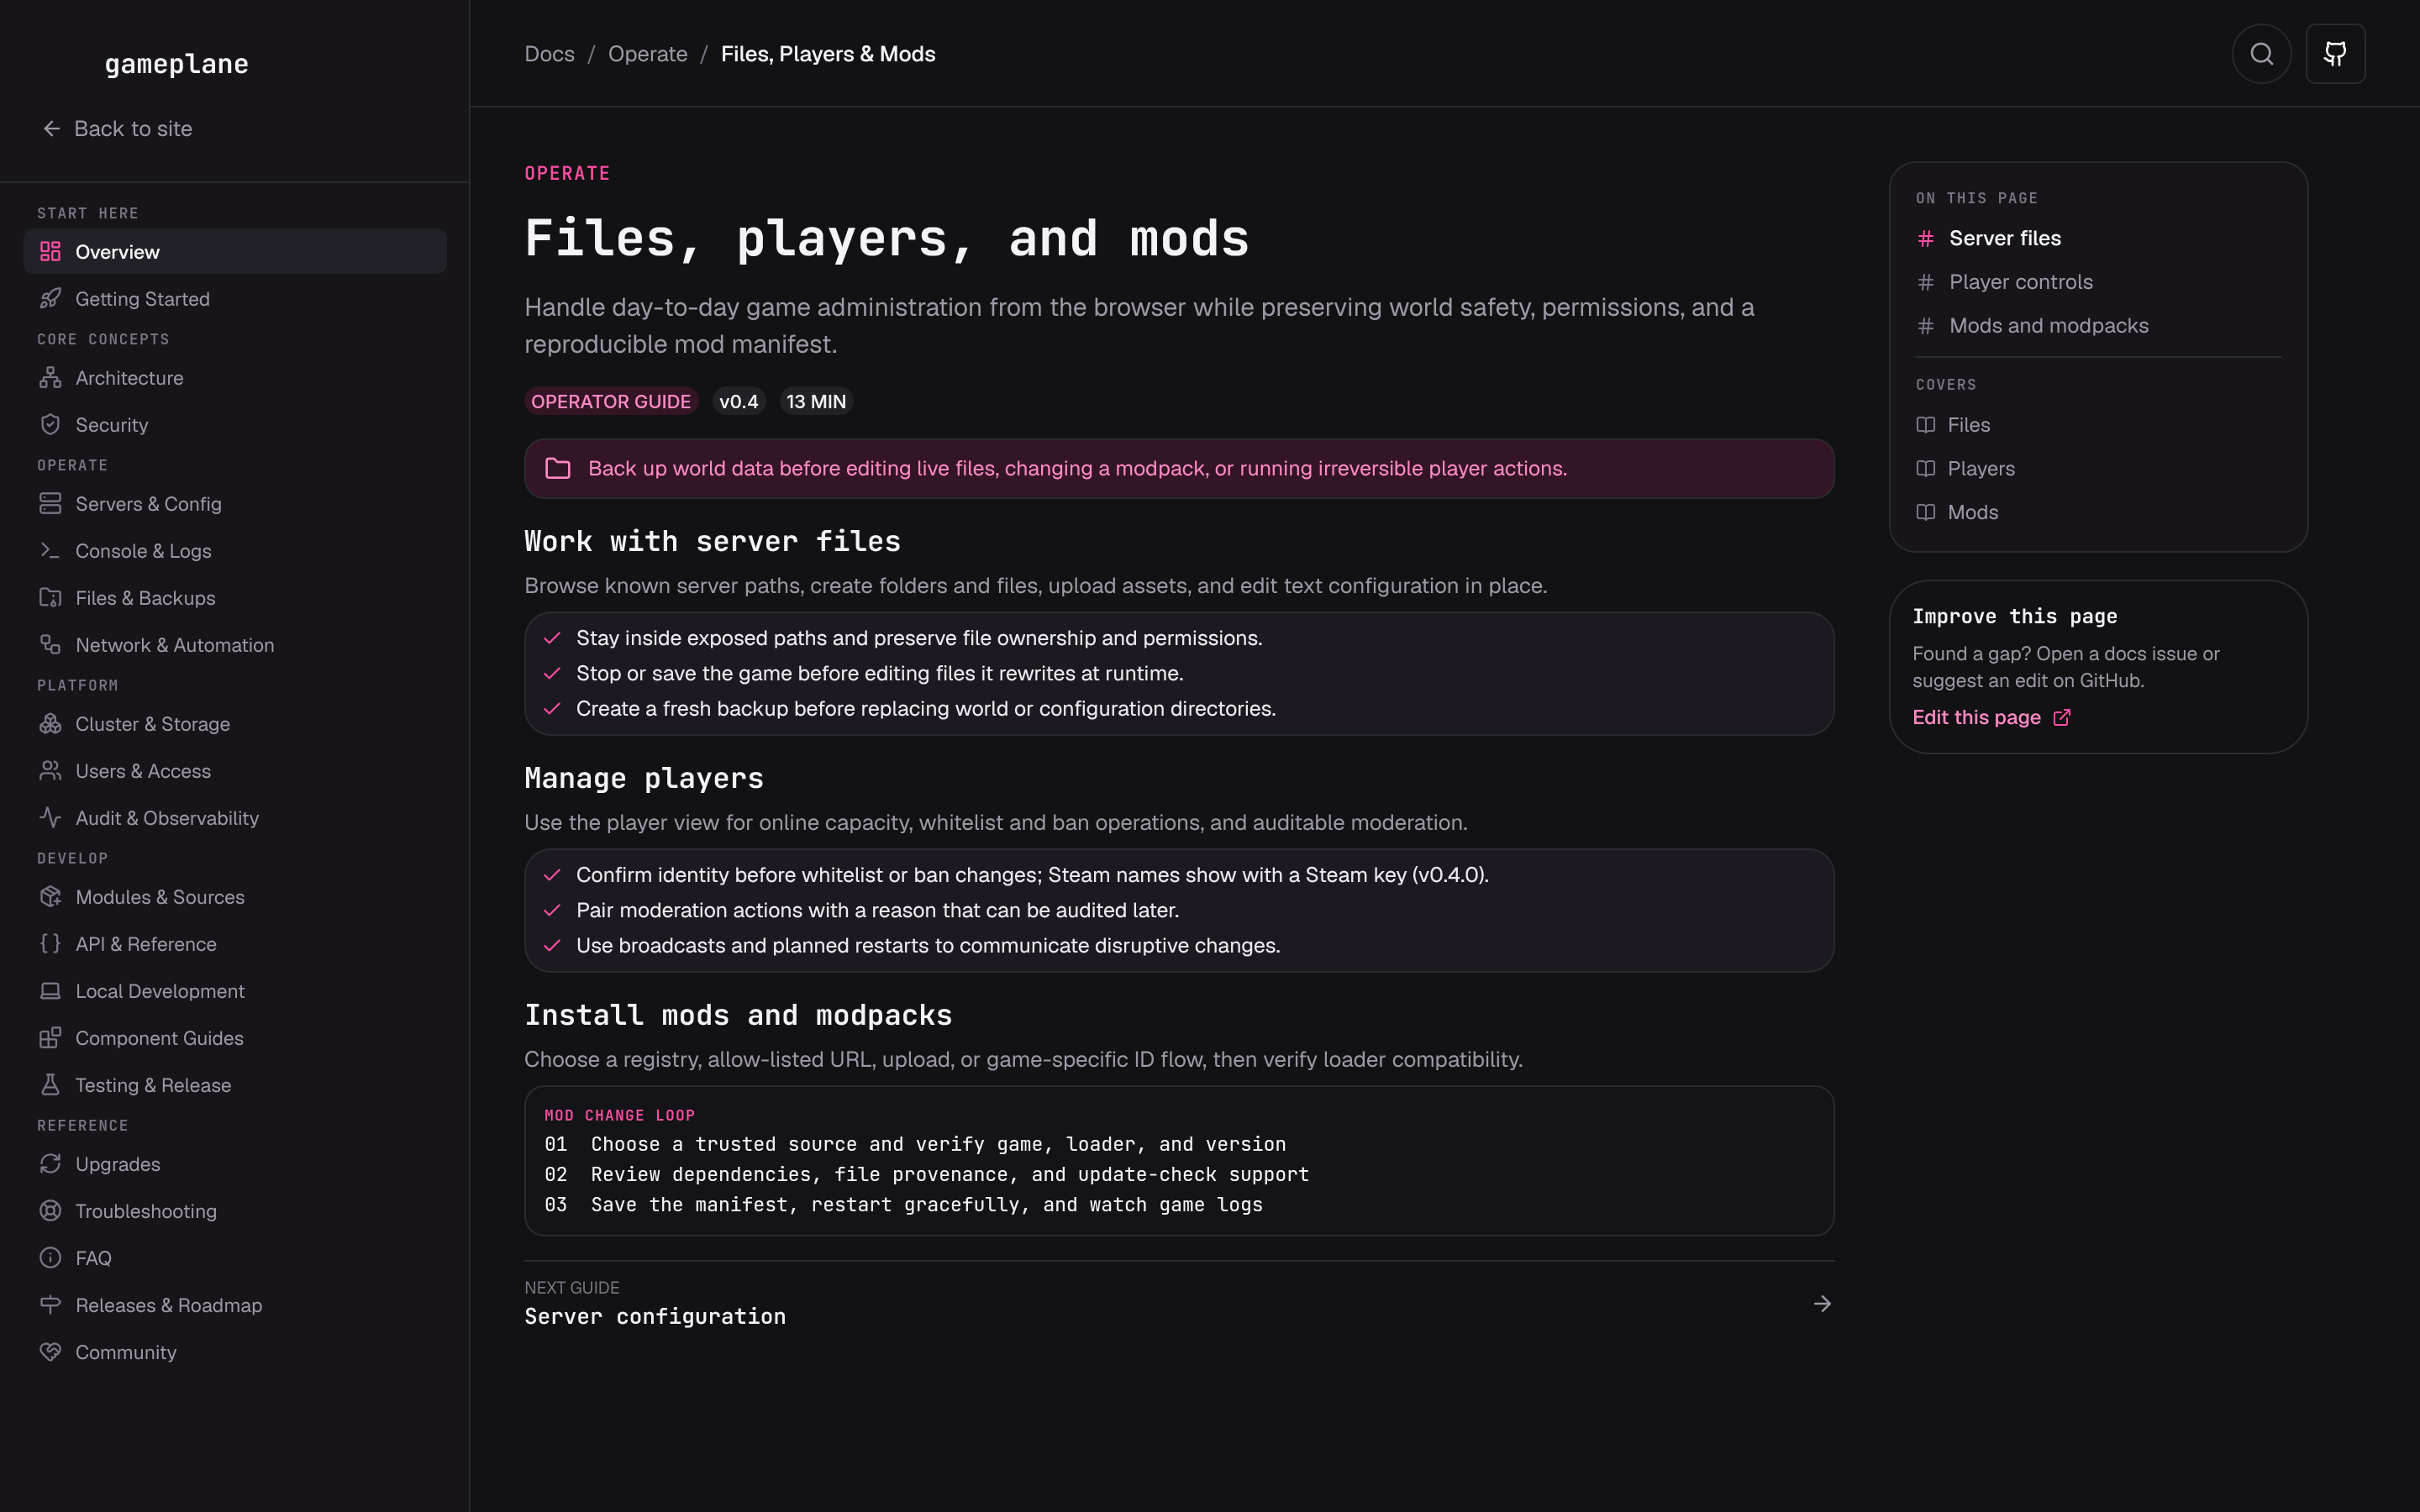 gameplane
Back to site
START HERE
Overview
Getting Started
CORE CONCEPTS
Architecture
Security
OPERATE
Servers & Config
Console & Logs
Files & Backups
Network & Automation
PLATFORM
Cluster & Storage
Users & Access
Audit & Observability
DEVELOP
Modules & Sources
API & Reference
Local Development
Component Guides
Testing & Release
REFERENCE
Upgrades
Troubleshooting
FAQ
Releases & Roadmap
Community
Docs / Operate / Files, Players & Mods
OPERATE
Files, players, and mods
Handle day-to-day game administration from the browser while preserving world safety, permissions, and a
reproducible mod manifest.
OPERATOR GUIDE v0.4 13 MIN
Back up world data before editing live files, changing a modpack, or running irreversible player actions.
Work with server files
Browse known server paths, create folders and files, upload assets, and edit text configuration in place.
Stay inside exposed paths and preserve file ownership and permissions.
Stop or save the game before editing files it rewrites at runtime.
Create a fresh backup before replacing world or configuration directories.
Manage players
Use the player view for online capacity, whitelist and ban operations, and auditable moderation.
Confirm identity before whitelist or ban changes; Steam names show with a Steam key (v0.4.0).
Pair moderation actions with a reason that can be audited later.
Use broadcasts and planned restarts to communicate disruptive changes.
Install mods and modpacks
Choose a registry, allow-listed URL, upload, or game-specific ID flow, then verify loader compatibility.
MOD CHANGE LOOP
01 Choose a trusted source and verify game, loader, and version
02 Review dependencies, file provenance, and update-check support
03 Save the manifest, restart gracefully, and watch game logs
NEXT GUIDE
Server configuration
ON THIS PAGE
# Server files
# Player controls
# Mods and modpacks
COVERS
Files
Players
Mods
Improve this page
Found a gap? Open a docs issue or
suggest an edit on GitHub.
Edit this page